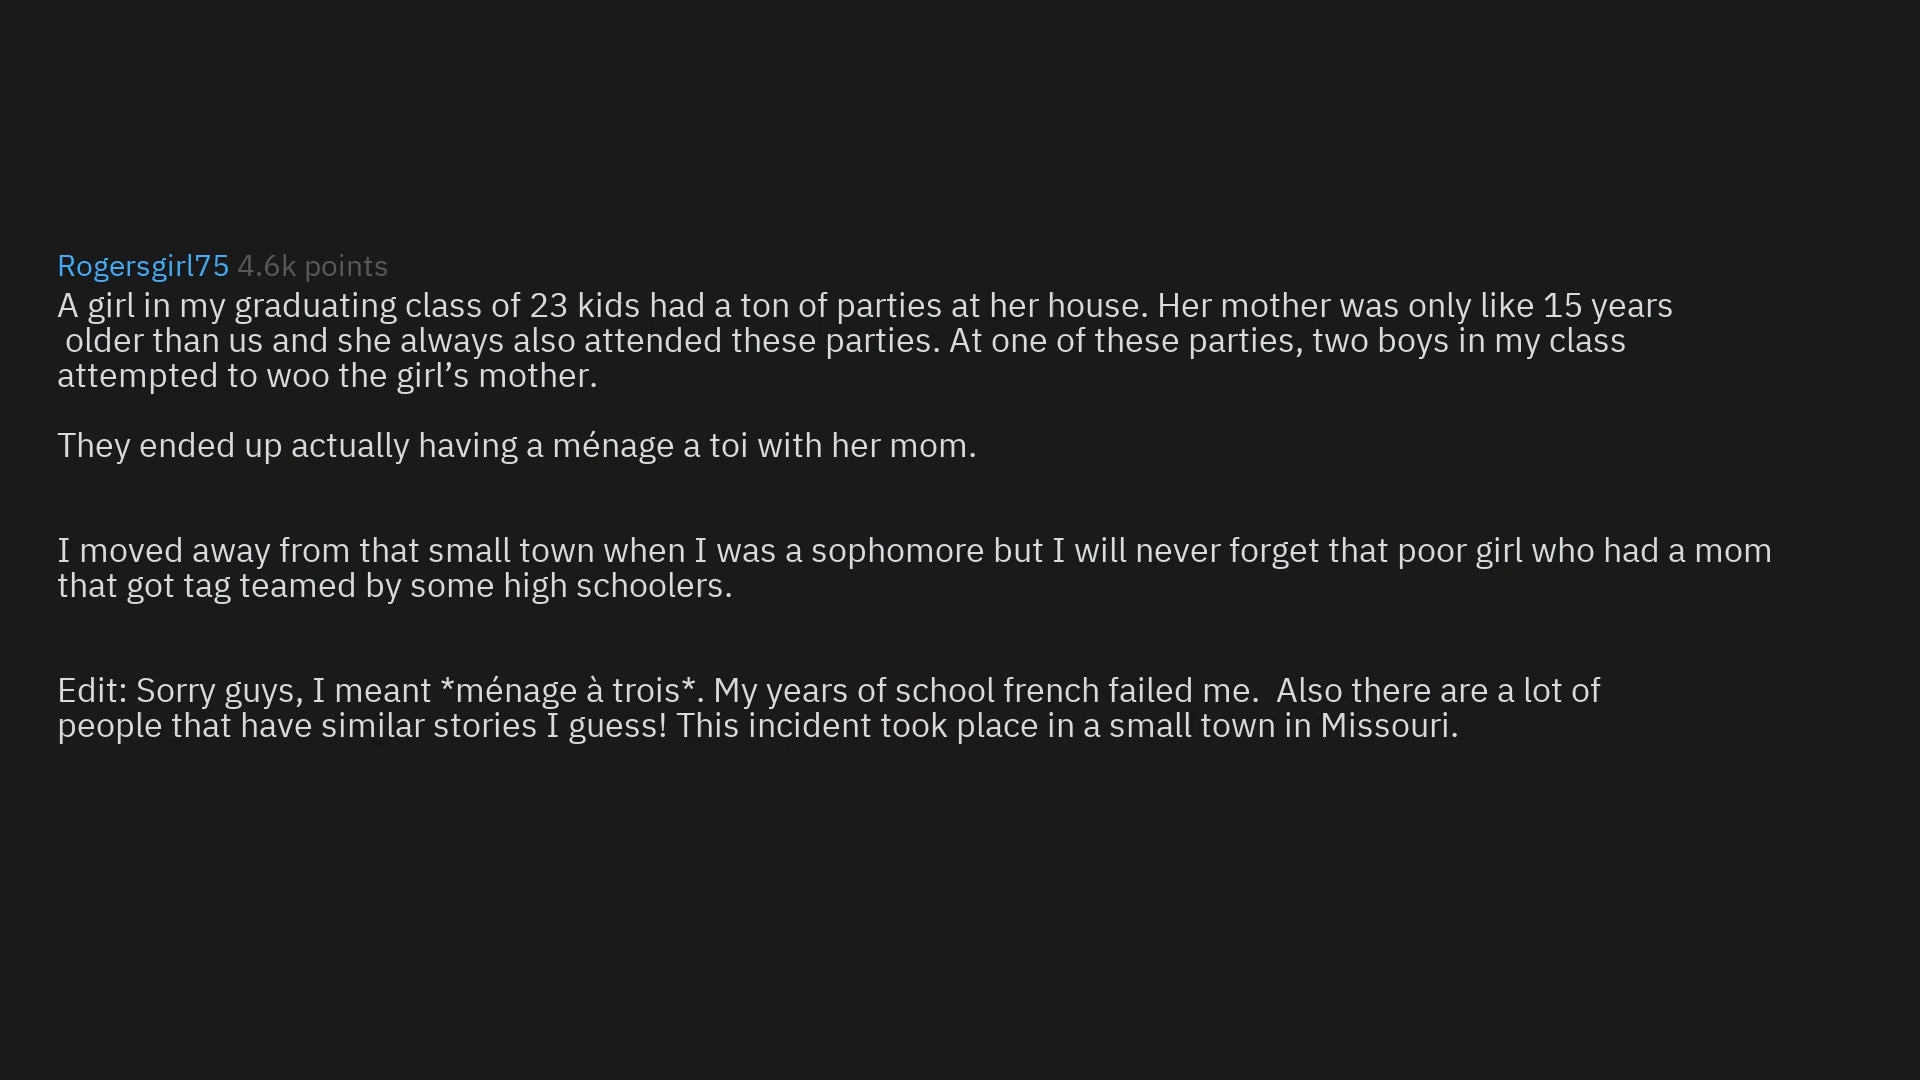 Rogersgirl75 4.6k points
A girl in my graduating class of 23 kids had a ton of parties at her house. Her mother was only like 15 years
older than us and she always also attended these parties. At one of these parties, two boys in my class
attempted to woo the girl’s mother.
They ended up actually having a ménage a toi with her mom.
I moved away from that small town when I was a sophomore but I will never forget that poor girl who had a mom
that got tag teamed by some high schoolers.
Edit: Sorry guys, I meant *ménage à trois*. My years of school french failed me.  Also there are a lot of
people that have similar stories I guess! This incident took place in a small town in Missouri.